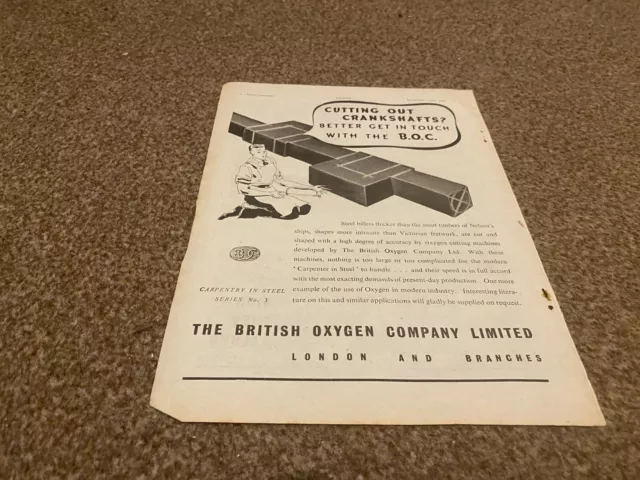 CUTTING OUT
CRANKSHAFTS?
BETTER GET IN TOUCH
WITH THE B.O.C.
Steel billets thicker than the stout timbers of Nelson's
ships, shapes more intricate than Victorian fretwork, are cut and
shaped with a high degree of accuracy by oxygen cutting machines
developed by The British Oxygen Company Ltd. With these
machines, nothing is too large or too complicated for the modern
"Carpenter in Steel" to handle . . . and their speed is in full accord
with the most exacting demands of present-day production. One more
example of the use of Oxygen in modern industry. Interesting litera-
ture on this and similar applications will gladly be supplied on request.
CARPENTRY IN STEEL
SERIES No. 3
THE BRITISH OXYGEN COMPANY LIMITED
LONDON AND BRANCHES